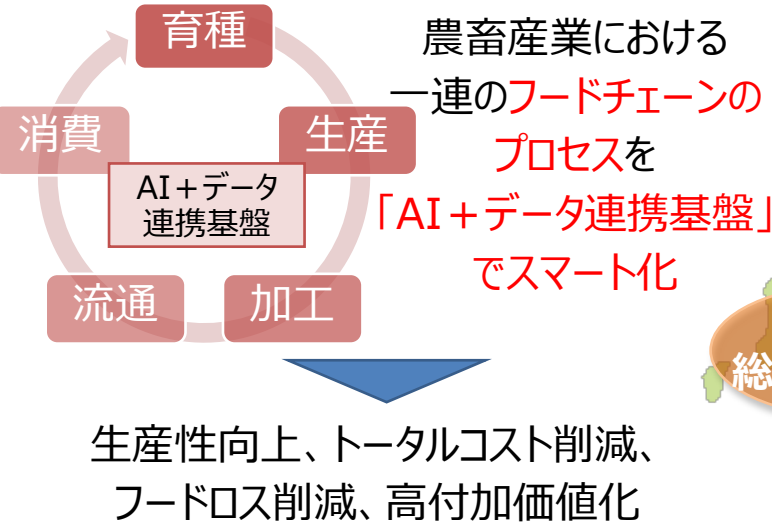 育種
生産
加工
流通
消費
AI+データ
連携基盤
農畜産業における
一連のフードチェーンの
プロセスを
「AI+データ連携基盤」
でスマート化
総
生産性向上、トータルコスト削減、
フードロス削減、高付加価値化